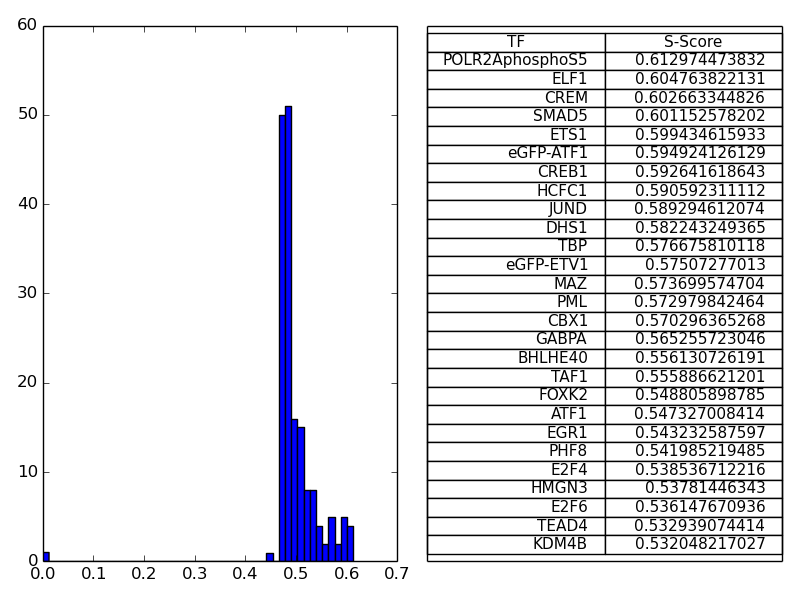 60
50
40
30
20
10
0
0.0 0.1 0.2 0.3 0.4 0.5 0.6 0.7
TF S-Score
POLR2AphosphoS5 0.612974473832
ELF1 0.604763822131
CREM 0.602663344826
SMAD5 0.601152578202
ETS1 0.599434615933
eGFP-ATF1 0.594924126129
CREB1 0.592641618643
HCFC1 0.590592311112
JUND 0.589294612074
DHS1 0.582243249365
TBP 0.576675810118
eGFP-ETV1 0.57507277013
MAZ 0.573699574704
PML 0.572979842464
CBX1 0.570296365268
GABPA 0.565255723046
BHLHE40 0.556130726191
TAF1 0.555886621201
FOXK2 0.548805898785
ATF1 0.547327008414
EGR1 0.543232587597
PHF8 0.541985219485
E2F4 0.538536712216
HMGN3 0.53781446343
E2F6 0.536147670936
TEAD4 0.532939074414
KDM4B 0.532048217027